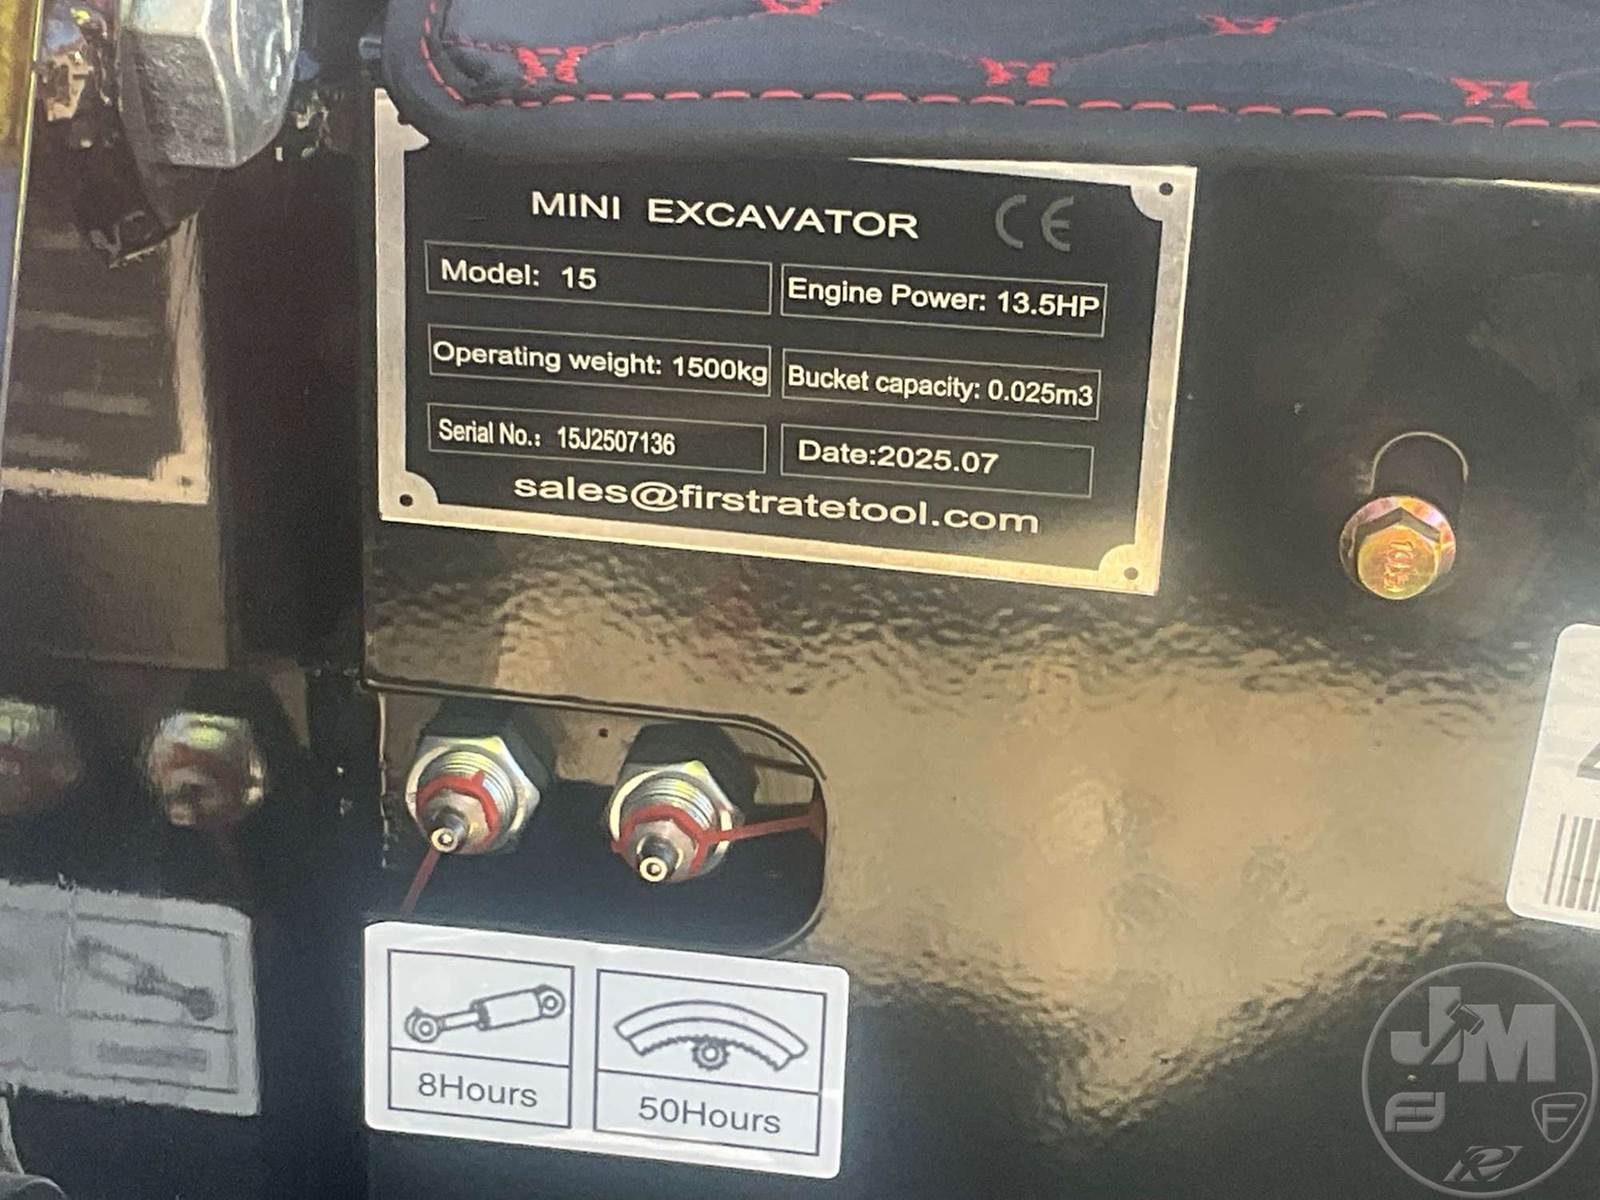 MINI EXCAVATOR CE
Model: 15
Engine Power: 13.5HP
Operating weight: 1500kg
Bucket capacity: 0.025m3
Serial No.: 15J2507136
Date:2025.07
sales@firstratetool.com
8Hours
50Hours
JM
F